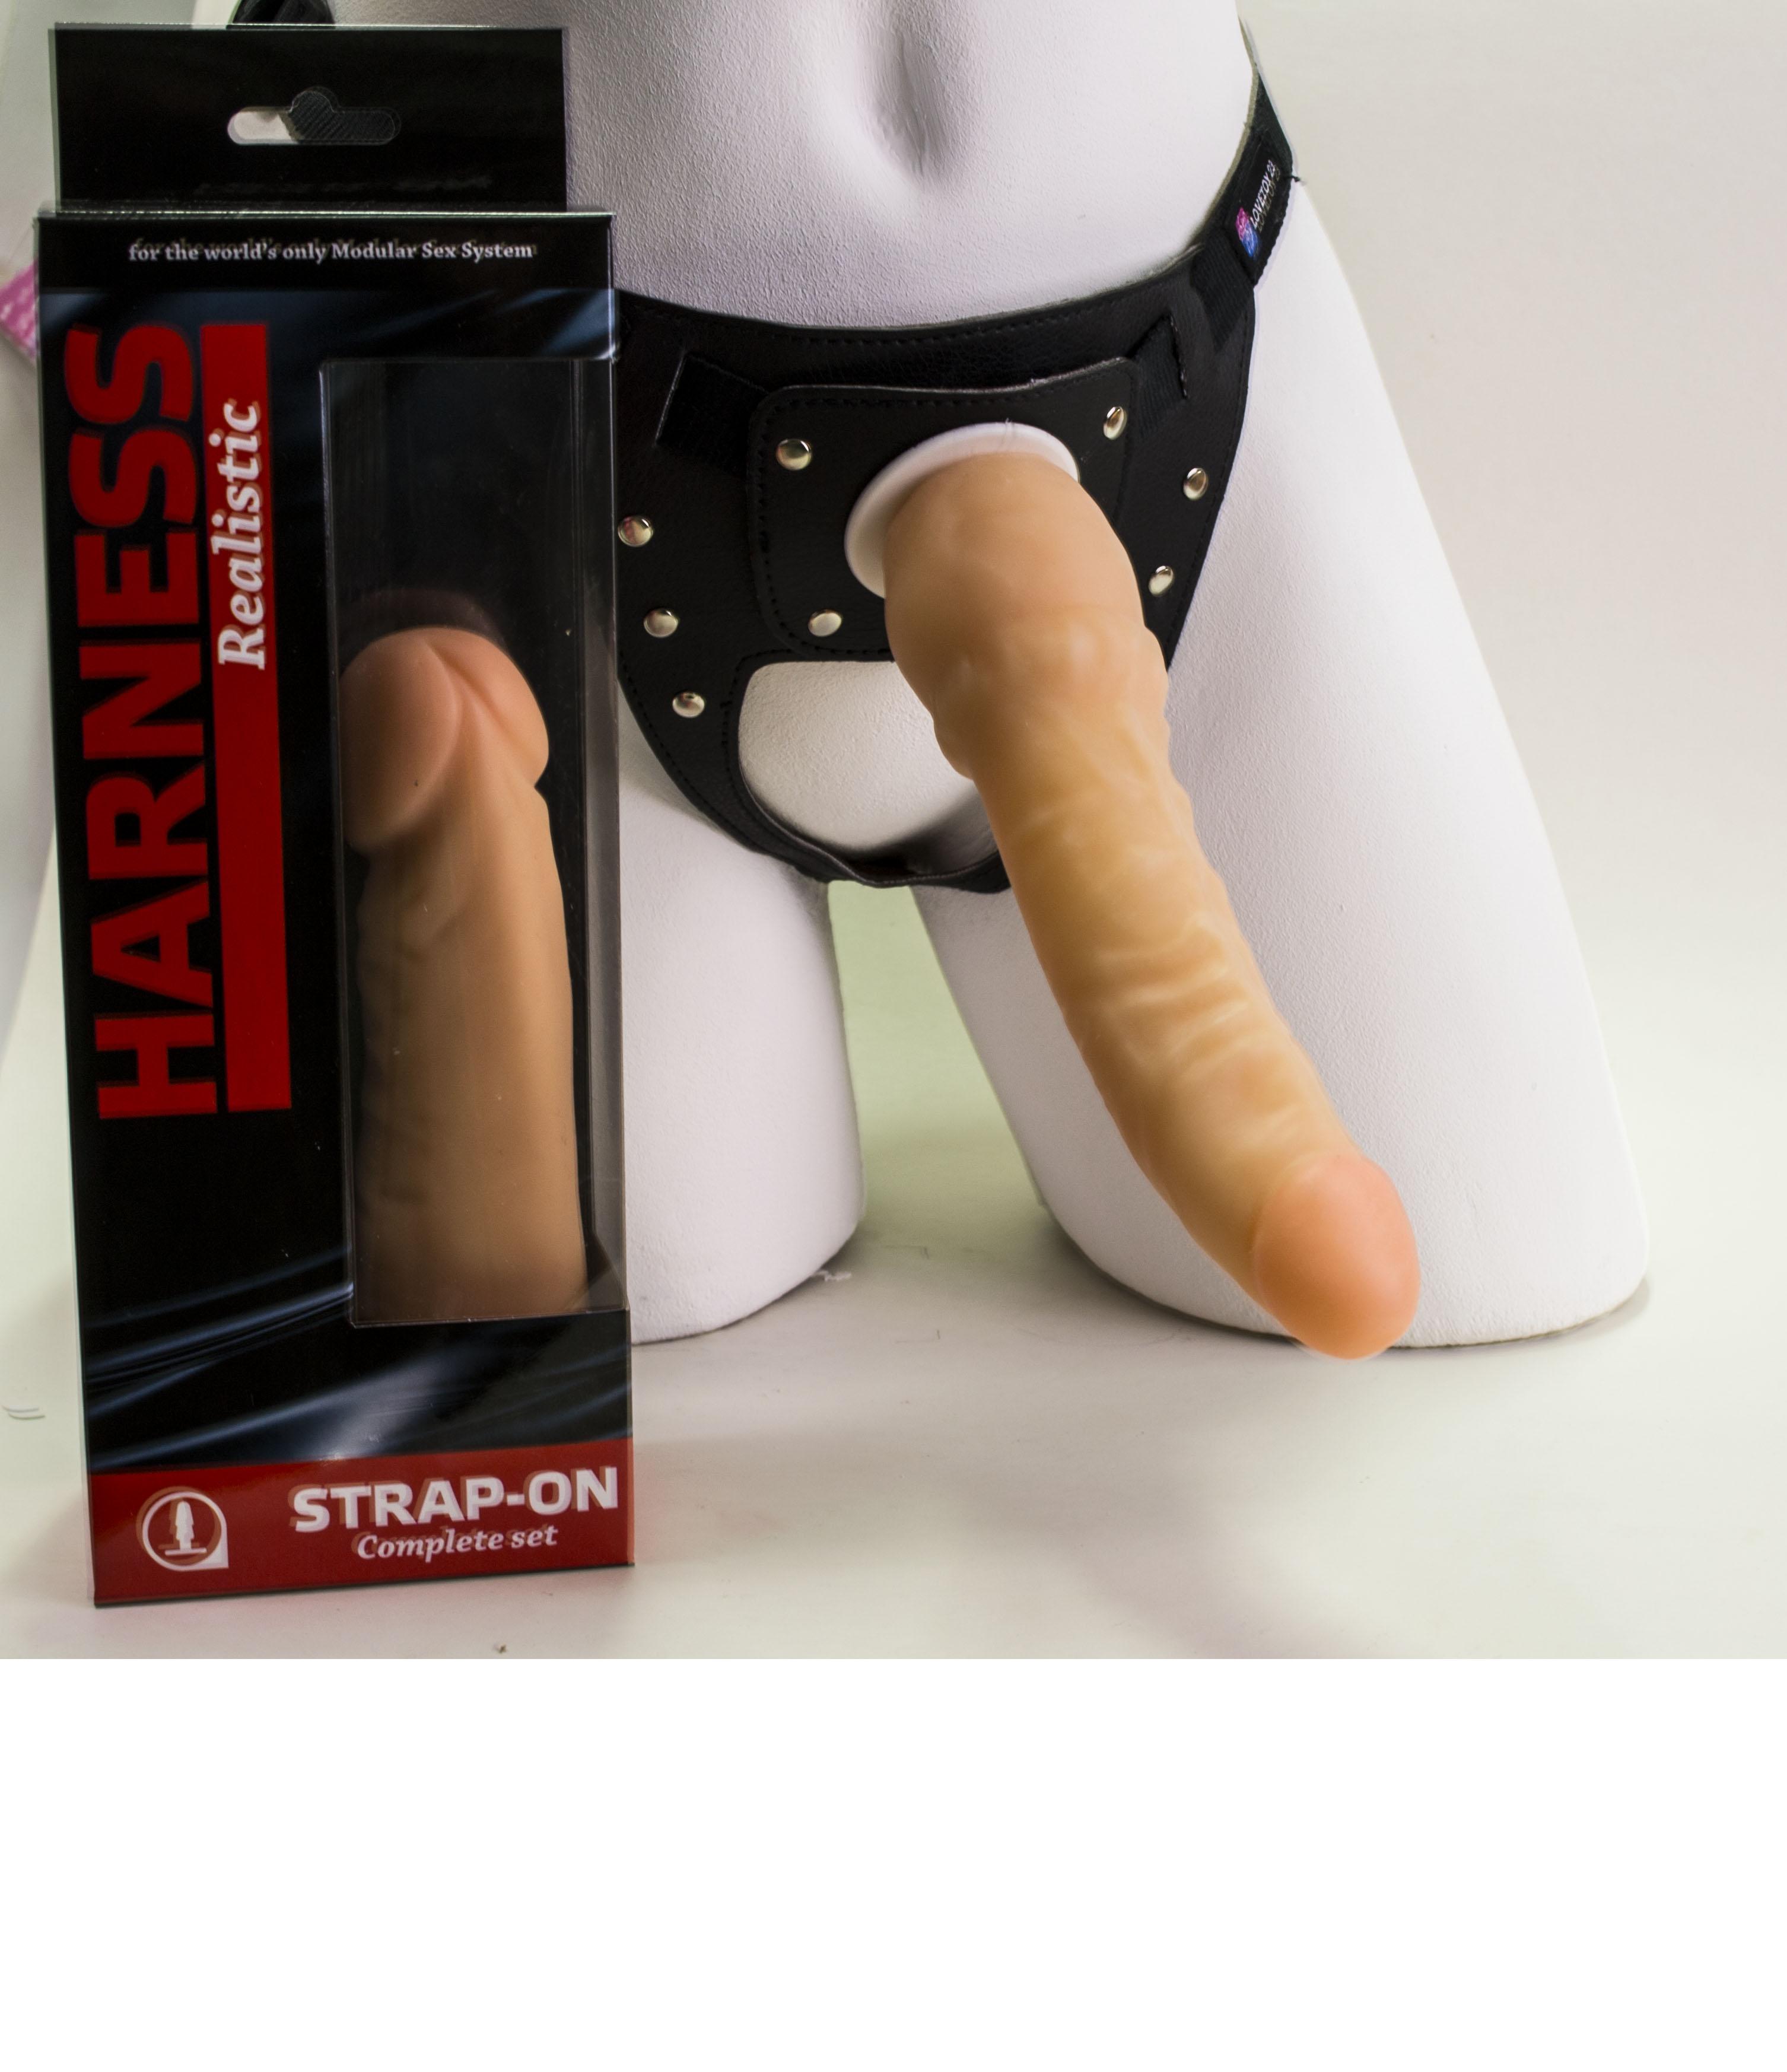 for the world's only Modular Sex System
HARNESS
Realistic
STRAP-ON
Complete set